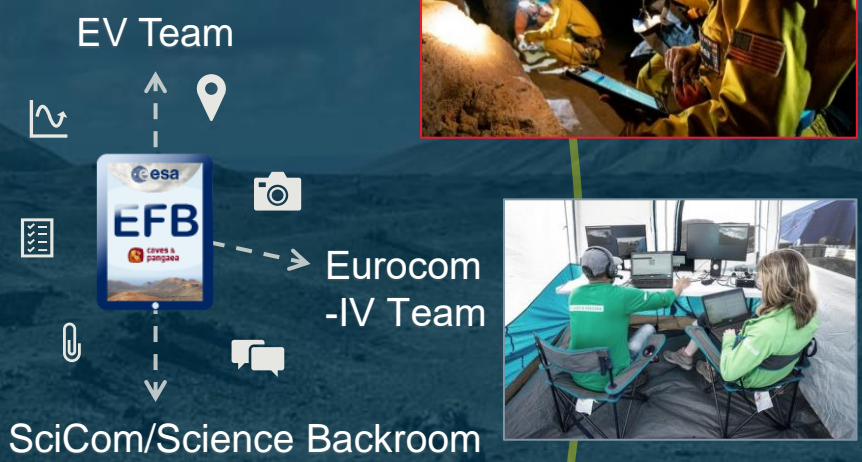 EV Team
esa
EFB
caves &
pangaea
Eurocom
-IV Team
SciCom/Science Backroom